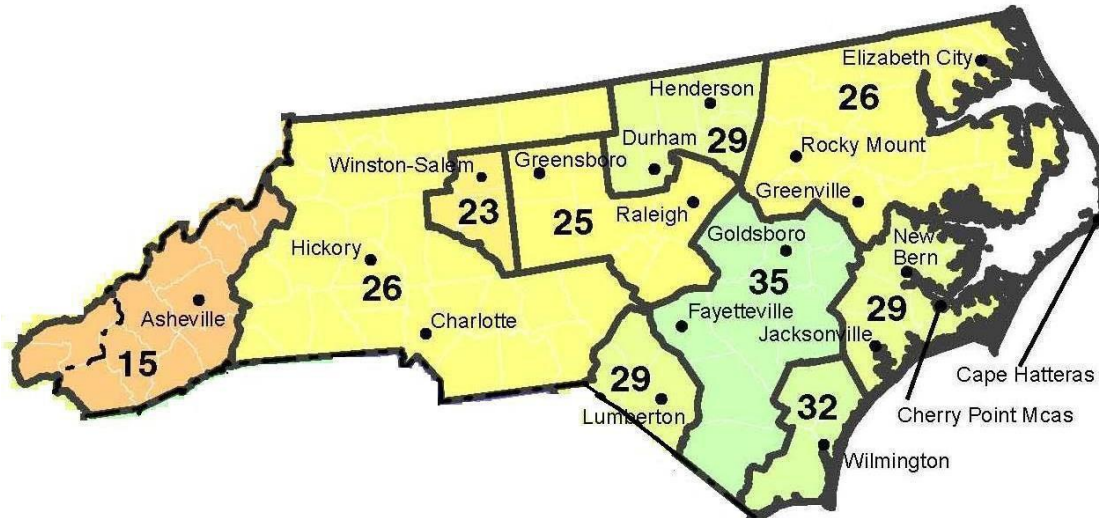 Elizabeth City
26
Henderson
Durham
29
Rocky Mount
Winston-Salem
Greensboro
Greenville
23
25
Raleigh
Goldsboro
New
Bern
Hickory
26
35
29
Asheville
Fayetteville
Jacksonville
Charlotte
15
Cape Hatteras
29
32
Lumberton
Cherry Point Mcas
Wilmington